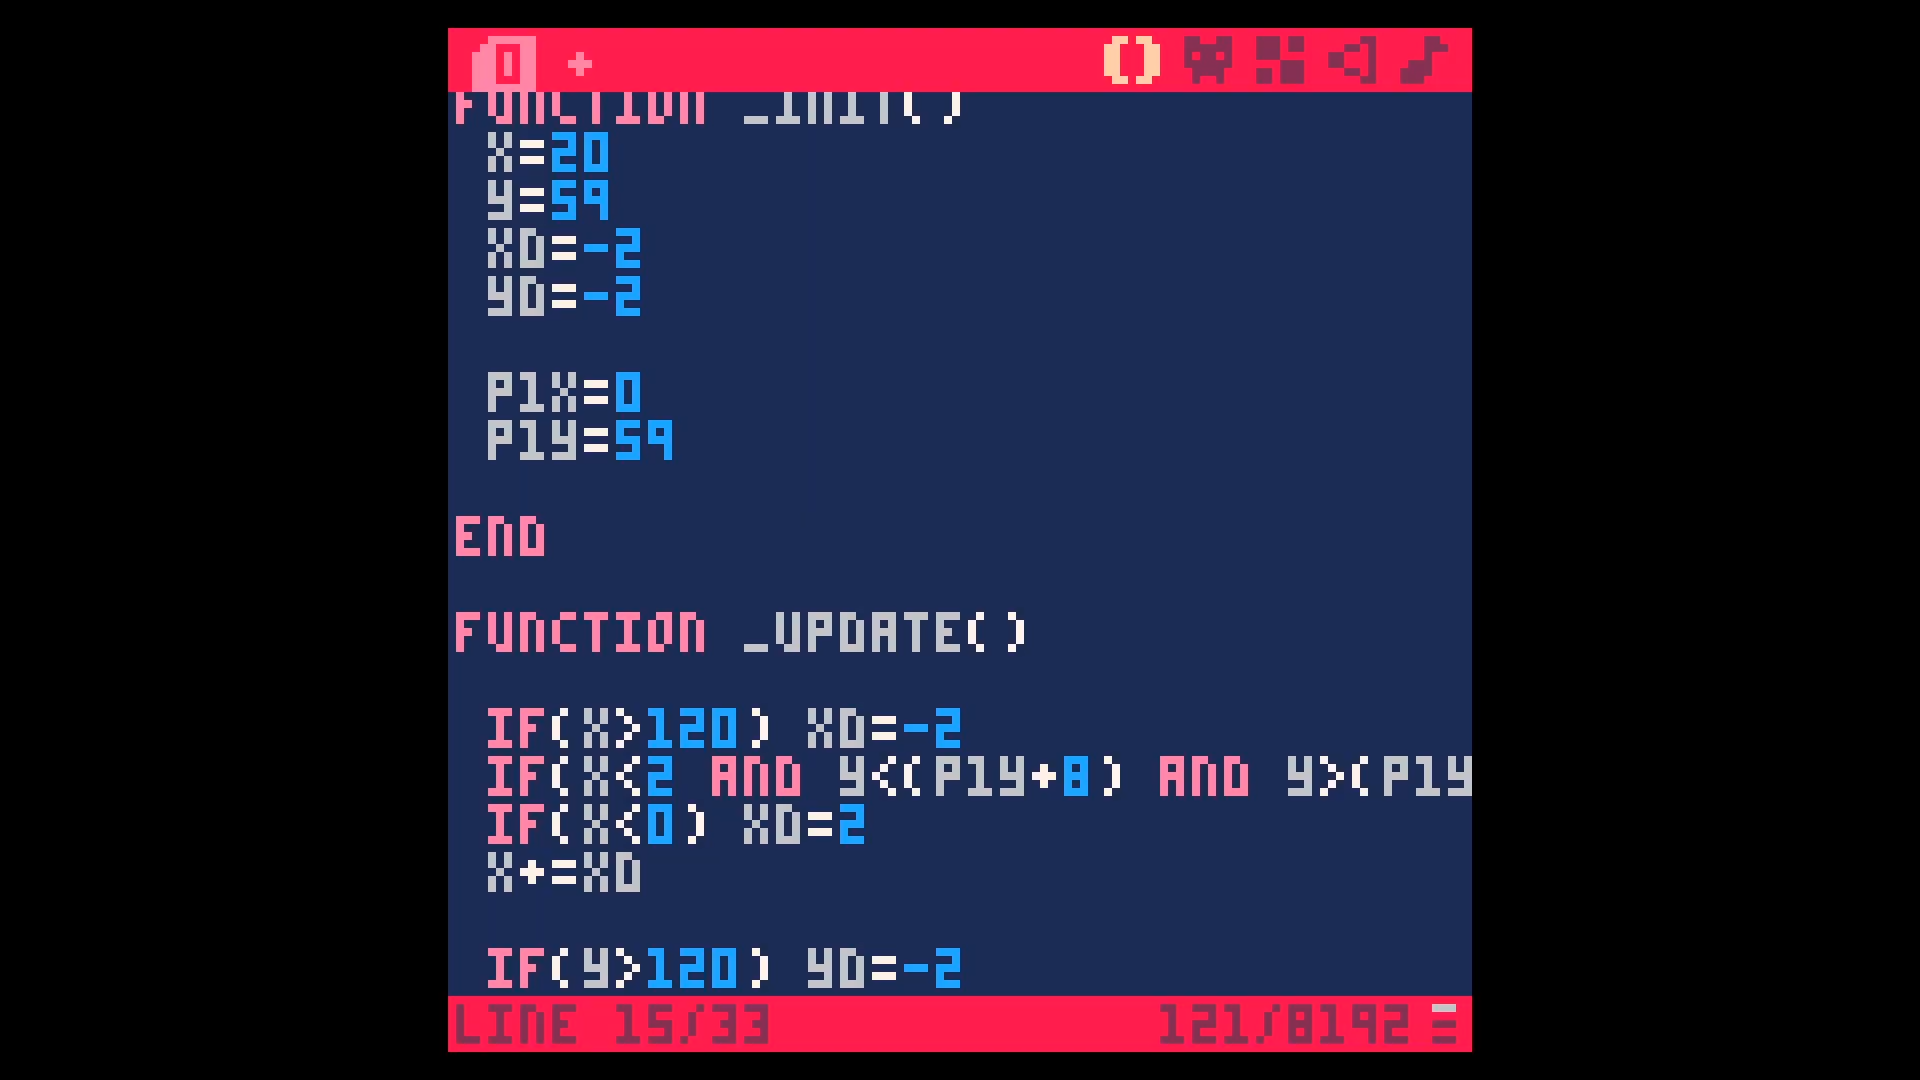 0 +
FUNCTION _INIT()
X=20
Y=59
XD=-2
YD=-2
P1X=0
P1Y=59
END
FUNCTION _UPDATE()
IF(X>120) XD=-2
IF(X<2 AND Y<(P1Y+8) AND Y>(P1Y
IF(X<0) XD=2
X+=XD
IF(Y>120) YD=-2
LINE 15/33 121/8192